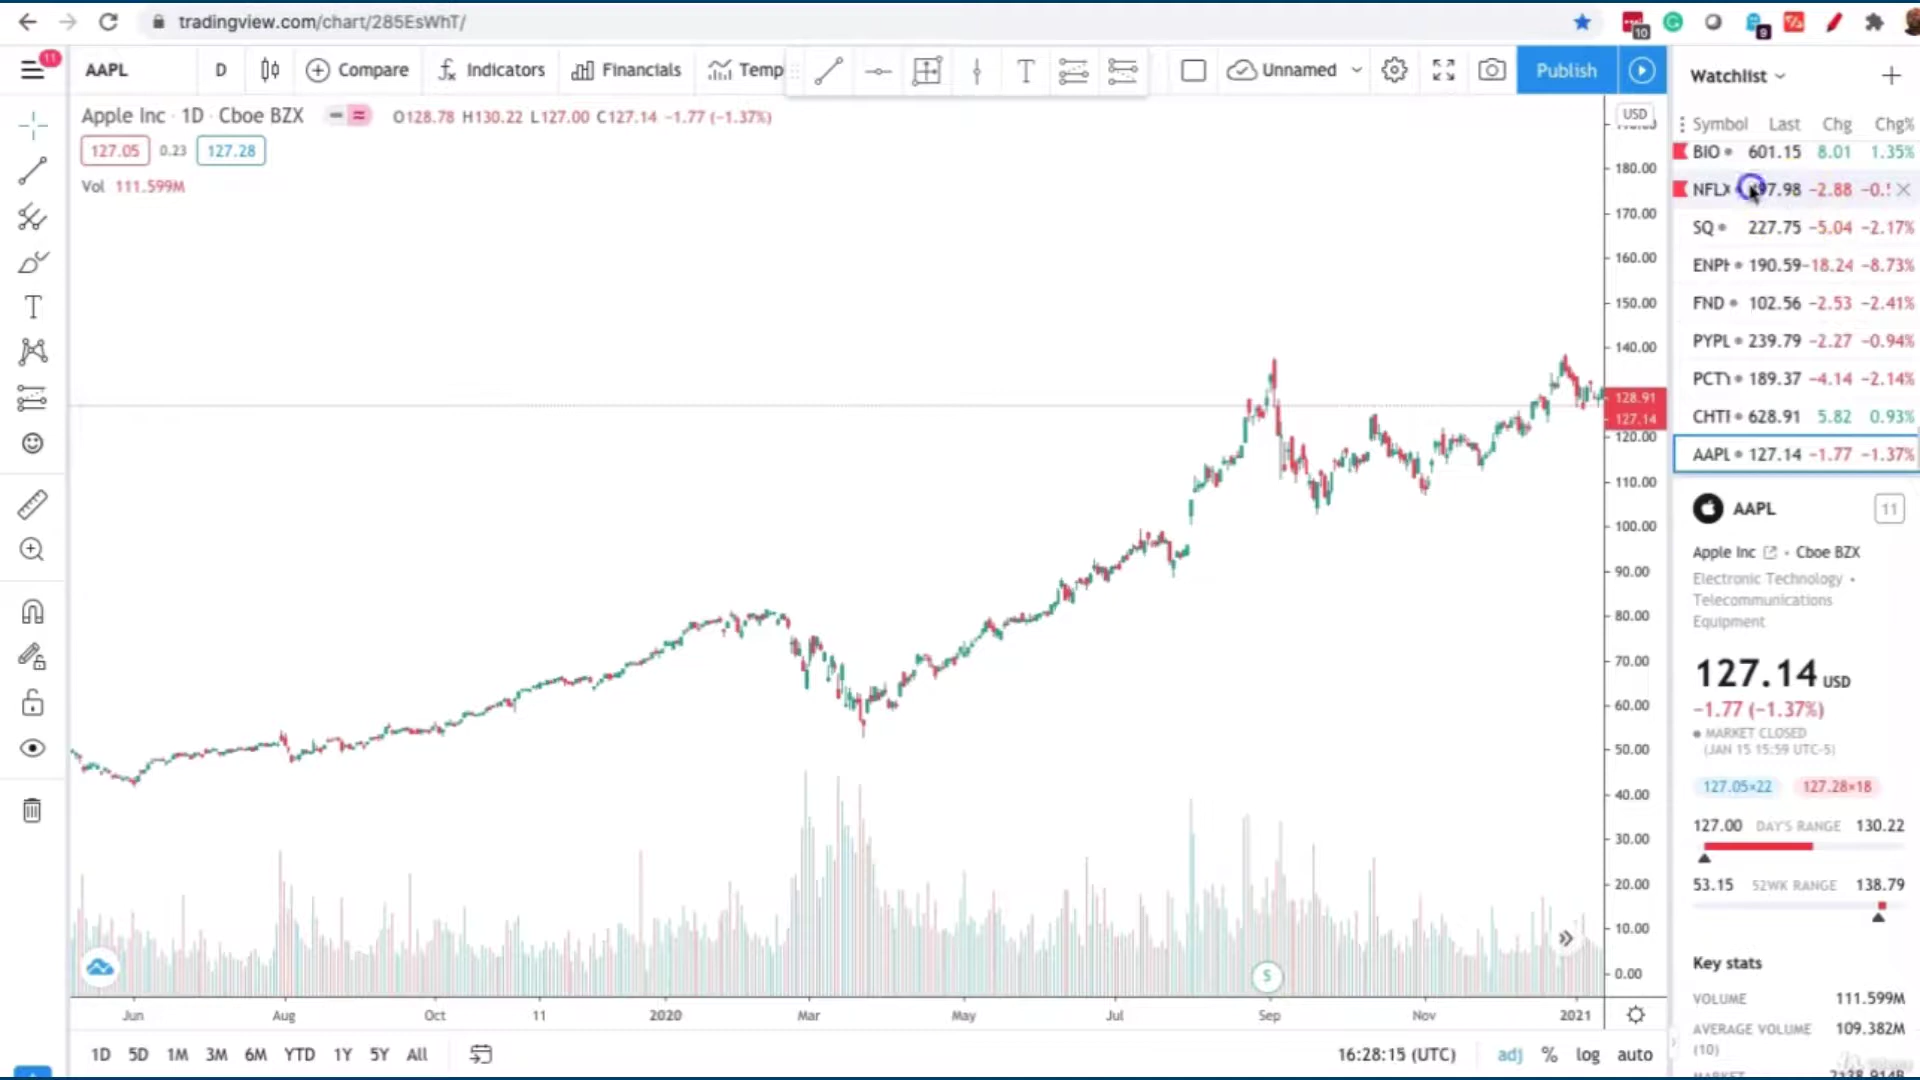 tradingview.com/chart/285EsWhT/
10
9
11
AAPL
D
Compare
Indicators
Financials
Temp
T
Unnamed
Publish
Watchlist
Apple Inc · 1D · Cboe BZX
O128.78 H130.22 L127.00 C127.14 −1.77 (−1.37%)
127.05 0.23 127.28
Vol 111.599M
USD
180.00
170.00
160.00
150.00
140.00
128.91
127.14
120.00
110.00
100.00
90.00
80.00
70.00
60.00
50.00
40.00
30.00
20.00
10.00
0.00
Symbol Last Chg Chg%
BIO 601.15 8.01 1.35%
NFLX 97.98 −2.88
SQ 227.75 −5.04 −2.17%
ENPH 190.59 −18.24 −8.73%
FND 102.56 −2.53 −2.41%
PYPL 239.79 −2.27 −0.94%
PCTY 189.37 −4.14 −2.14%
CHTR 628.91 5.82 0.93%
AAPL 127.14 −1.77 −1.37%
AAPL
11
Apple Inc · Cboe BZX
Electronic Technology •
Telecommunications
Equipment
127.14 USD
−1.77 (−1.37%)
MARKET CLOSED
(JAN 15 15:59 UTC-5)
127.05×22 127.28×18
127.00 DAY'S RANGE 130.22
53.15 52WK RANGE 138.79
Key stats
VOLUME 111.599M
AVERAGE VOLUME 109.382M
(10)
S
Jun Aug Oct 11 2020 Mar May Jul Sep Nov 2021
1D 5D 1M 3M 6M YTD 1Y 5Y All
16:28:15 (UTC) adj % log auto